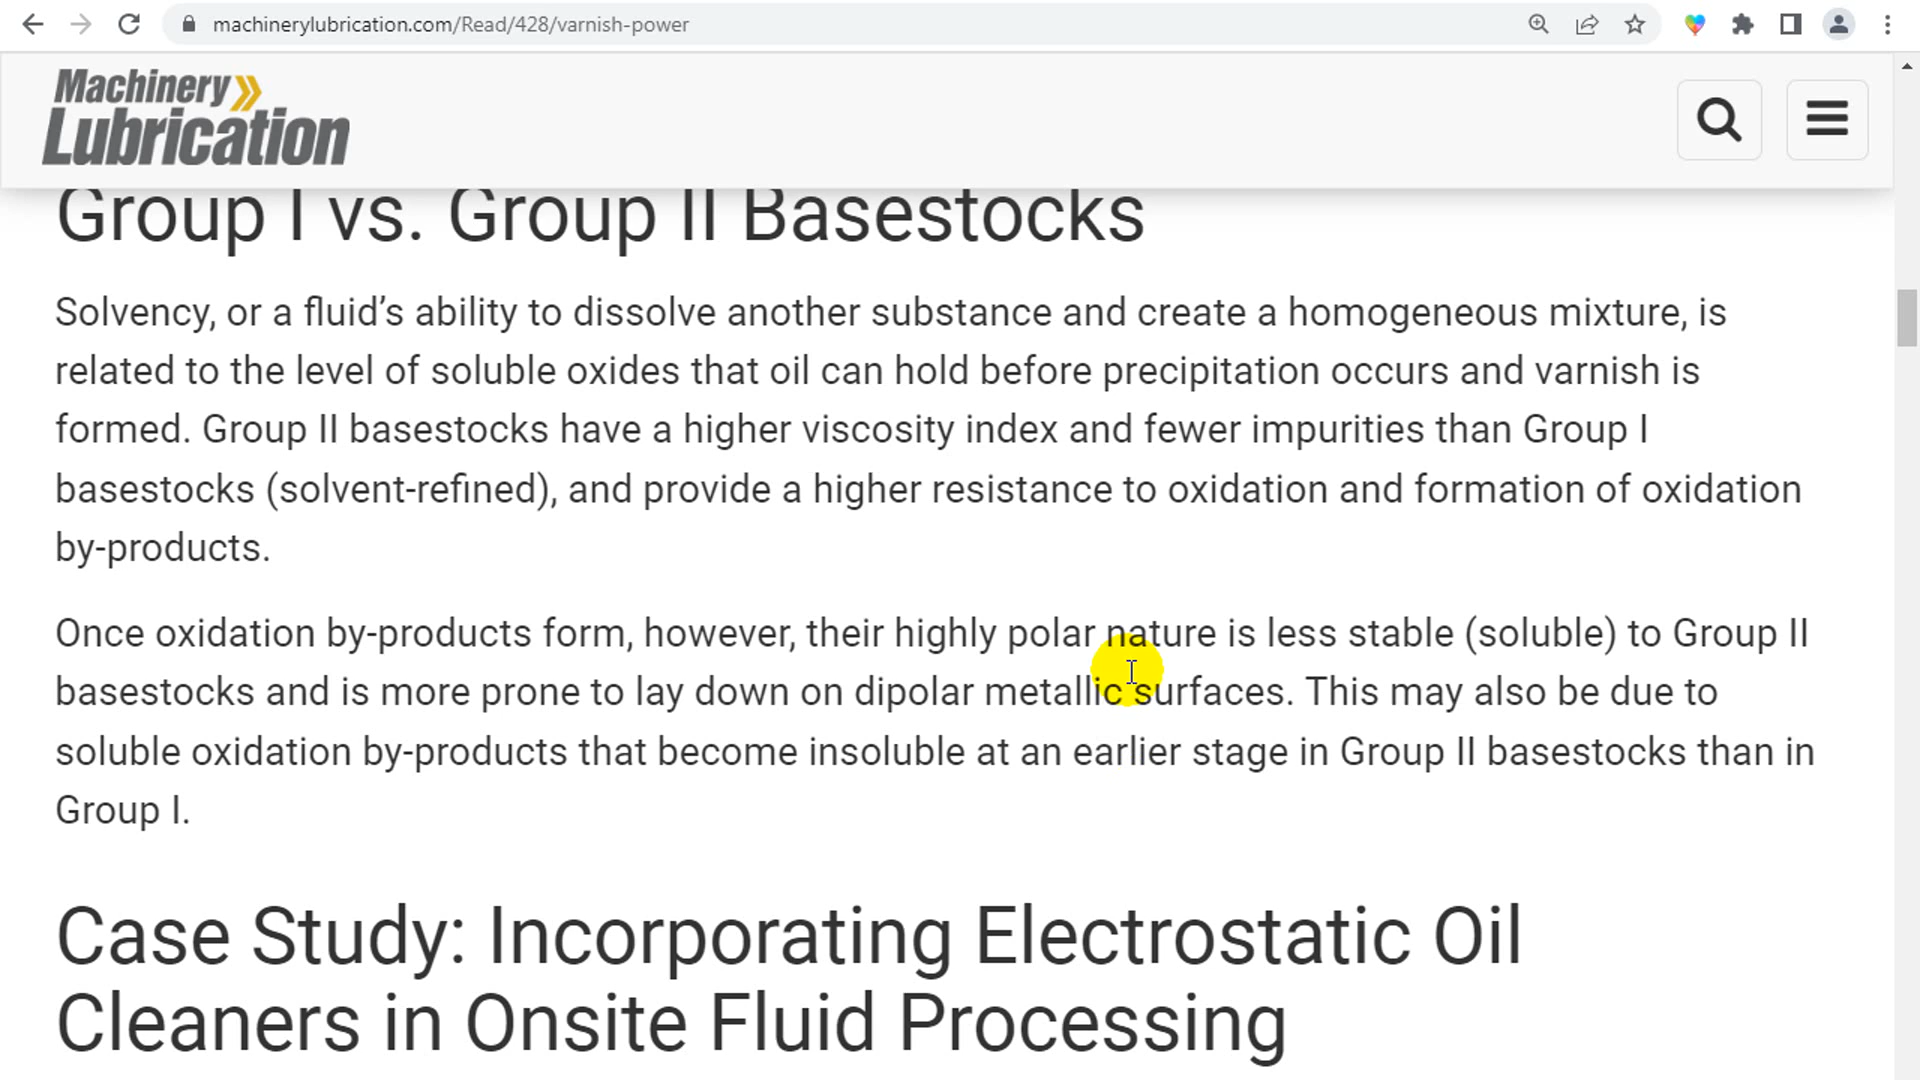 machinerylubrication.com/Read/428/varnish-power
Machinery
Lubrication
Group I vs. Group II Basestocks
Solvency, or a fluid’s ability to dissolve another substance and create a homogeneous mixture, is
related to the level of soluble oxides that oil can hold before precipitation occurs and varnish is
formed. Group II basestocks have a higher viscosity index and fewer impurities than Group I
basestocks (solvent-refined), and provide a higher resistance to oxidation and formation of oxidation
by-products.
Once oxidation by-products form, however, their highly polar nature is less stable (soluble) to Group II
basestocks and is more prone to lay down on dipolar metallic surfaces. This may also be due to
soluble oxidation by-products that become insoluble at an earlier stage in Group II basestocks than in
Group I.
Case Study: Incorporating Electrostatic Oil
Cleaners in Onsite Fluid Processing